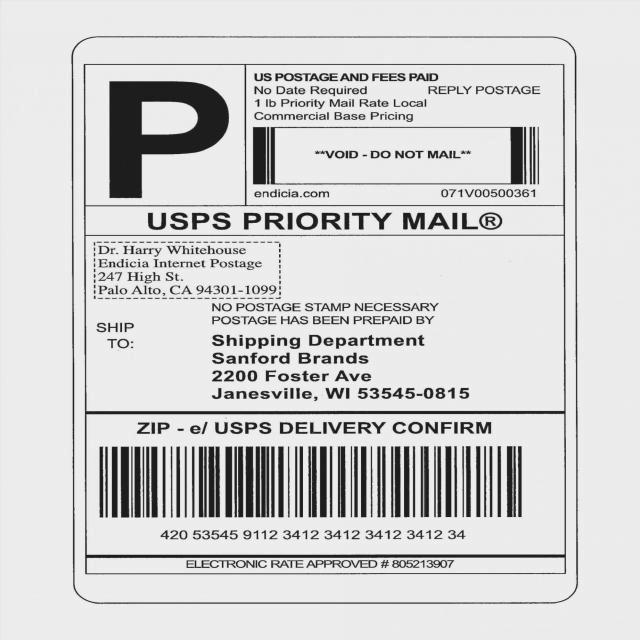 P
US POSTAGE AND FEES PAID
No Date Required REPLY POSTAGE
1 lb Priority Mail Rate Local
Commercial Base Pricing
**VOID - DO NOT MAIL**
endicia.com 071V00500361
USPS PRIORITY MAIL®
Dr. Harry Whitehouse
Endicia Internet Postage
247 High St.
Palo Alto, CA 94301-1099
NO POSTAGE STAMP NECESSARY
POSTAGE HAS BEEN PREPAID BY
SHIP
TO:
Shipping Department
Sanford Brands
2200 Foster Ave
Janesville, WI 53545-0815
ZIP - e/ USPS DELIVERY CONFIRM
420 53545 9112 3412 3412 3412 3412 34
ELECTRONIC RATE APPROVED # 805213907